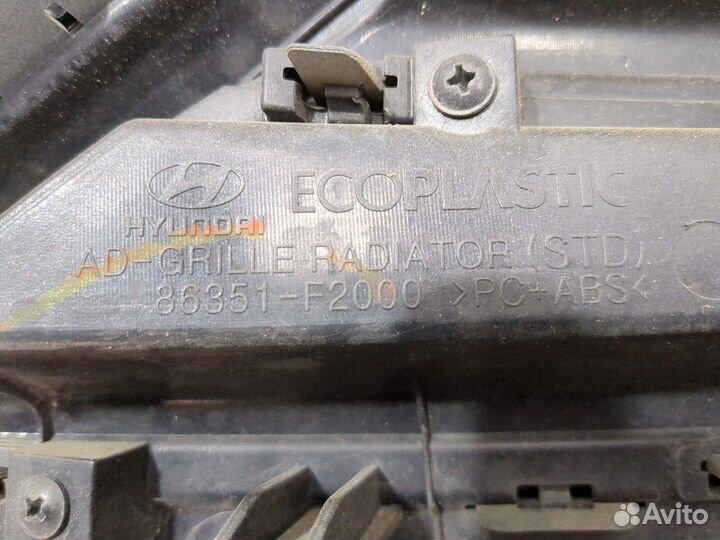 ECOPLASTIC
HYUNDAI
AD-GRILLE RADIATOR (STD)
86351-F2000 >PC+ABS<
Avito